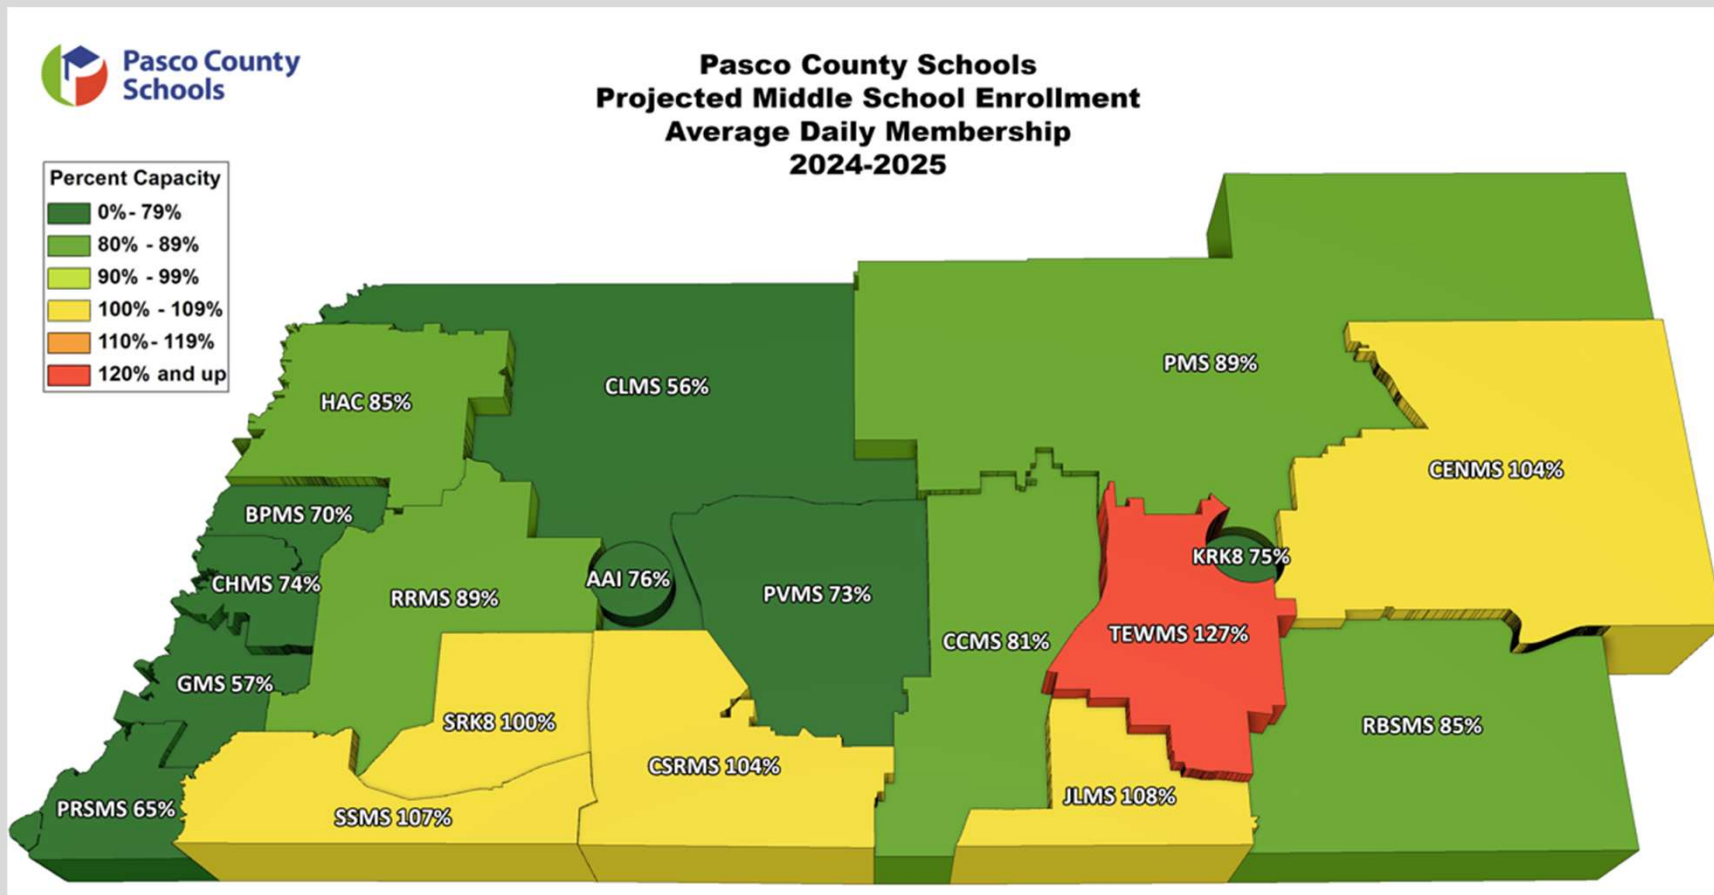 Pasco County
Schools
Pasco County Schools
Projected Middle School Enrollment
Average Daily Membership
2024-2025
Percent Capacity
0%- 79%
80% - 89%
90% - 99%
100% - 109%
110%- 119%
120% and up
PMS 89%
CLMS 56%
HAC 85%
CENMS 104%
BPMS 70%
KRK8 75%
AAI 76%
CHMS 74%
PVMS 73%
RRMS 89%
TEWMS 127%
CCMS 81%
GMS 57%
SRK8 100%
RBSMS 85%
CSRMS 104%
JLMS 108%
PRSMS 65%
SSMS 107%